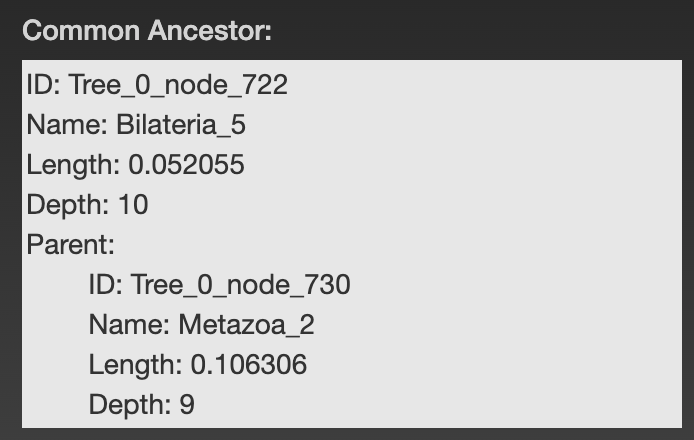 Common Ancestor:
ID: Tree_0_node_722
Name: Bilateria_5
Length: 0.052055
Depth: 10
Parent:
ID: Tree_0_node_730
Name: Metazoa_2
Length: 0.106306
Depth: 9